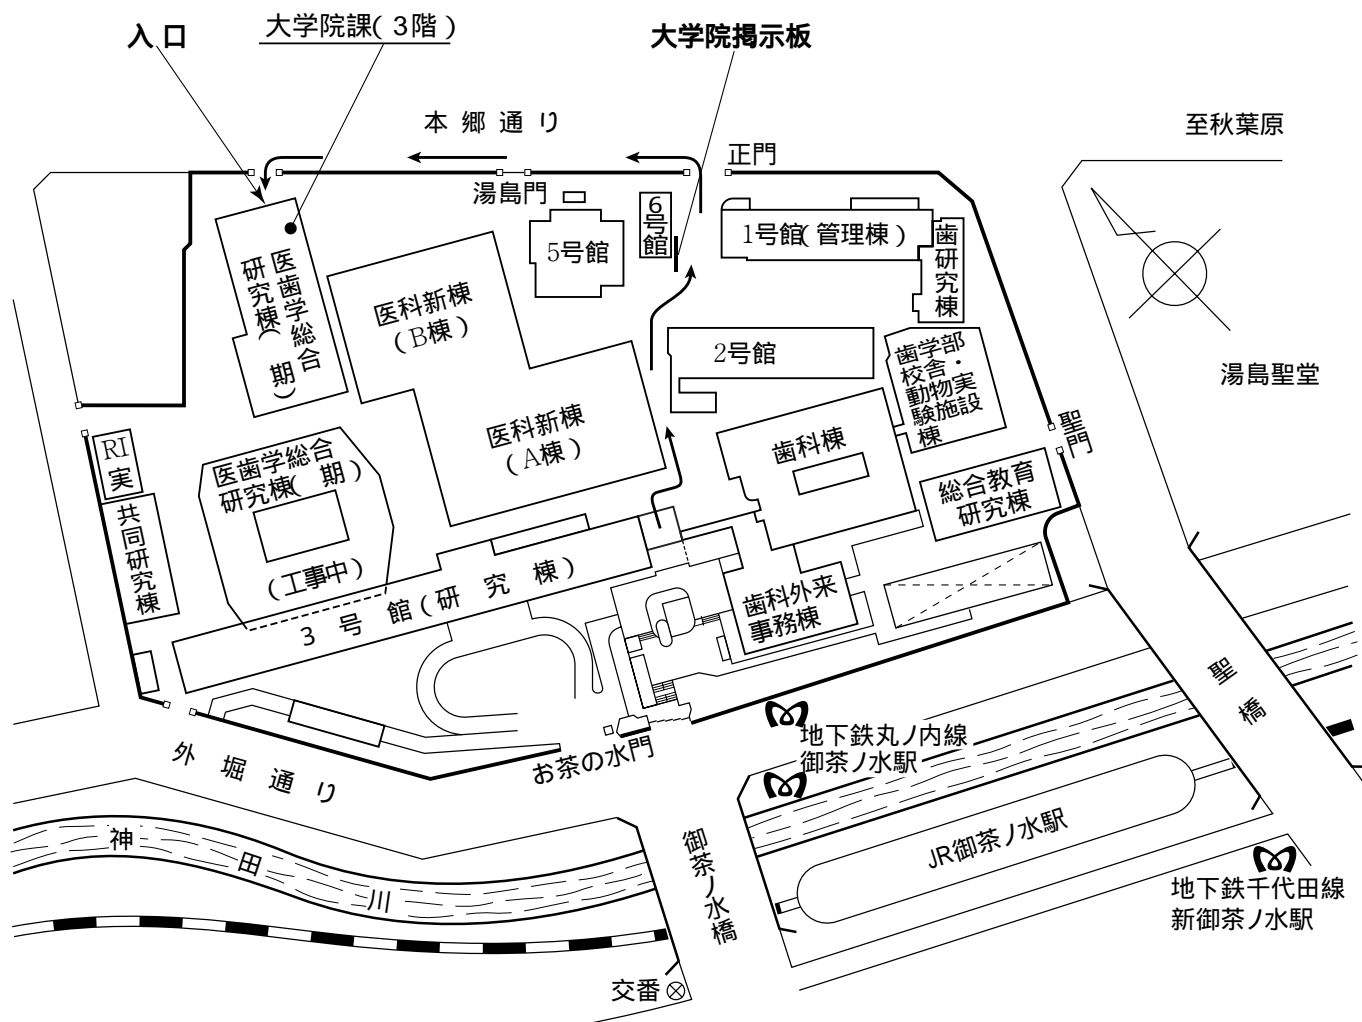 入口
大学院課(3階)
大学院掲示板
本郷通り
正門
至秋葉原
湯島門
6号館
5号館
1号館(管理棟)
歯研究棟
医歯学総合
研究棟( 期)
医科新棟
(B棟)
2号館
歯学部
校舎・
動物実
験施設
棟
湯島聖堂
医科新棟
(A棟)
歯科棟
聖門
RI
実
医歯学総合
研究棟( 期)
(工事中)
総合教育
研究棟
共同研究棟
3号館(研究棟)
歯科外来
事務棟
聖橋
外堀通り
お茶の水門
地下鉄丸ノ内線
御茶ノ水駅
神田川
御茶ノ水橋
JR御茶ノ水駅
地下鉄千代田線
新御茶ノ水駅
交番